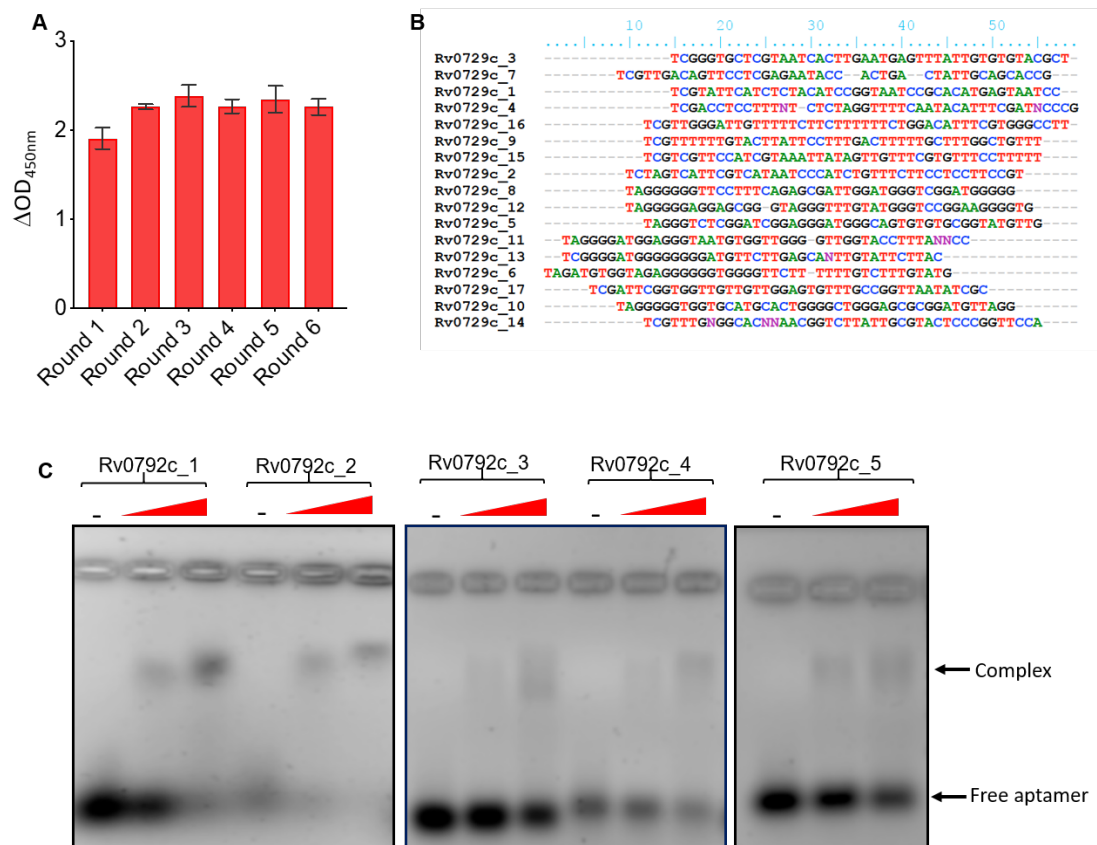 A
3
2
1
0
ΔOD450nm
Round 1
Round 2
Round 3
Round 4
Round 5
Round 6
B
10 20 30 40 50
Rv0729c_3 --------------TCGGGTGCTCGTAATCACTTGAATGAGTTTATTGTGTGTACGCT-
Rv0729c_7 --------TCGTTGACAGTTCCTCGAGAATACC--ACTGA-CTATTGCAGCACCG---
Rv0729c_1 --------------TCGTATTCATCTCTACATCCGGTAATCCGCACATGAGTAATCC--
Rv0729c_4 --------------TCGACCTCCTTTNT-CTCTAGGTTTTCAATACATTTCGATNCCCG
Rv0729c_16 -----------TCGTTGGGATTGTTTTTCTTCTTTTTTCTGGACATTTCGTGGGCCTT-
Rv0729c_9 -----------TCGTTTTTTGTACTTATTCCTTTGACTTTTTGCTTTGGCTGTTT----
Rv0729c_15 -----------TCGTCGTTCCATCGTAAATTATAGTTGTTTCGTGTTTCCTTTTT----
Rv0729c_2 ---------TCTAGTCATTCGTCATAATCCCATCTGTTTCTTCCTCCTTCCGT------
Rv0729c_8 ---------TAGGGGGGTTCCTTTCAGAGCGATTGGATGGGTCGGATGGGGG-------
Rv0729c_12 ---------TAGGGGGAGGAGCGG-GTAGGGTTTGTATGGGTCCGGAAGGGGTG-----
Rv0729c_5 -----------TAGGGTCTCGGATCGGAGGGATGGGCAGTGTGTGCGGTATGTTG----
Rv0729c_11 --TAGGGGATGGAGGGTAATGTGGTTGGG-GTTGGTACCTTTANNCC------------
Rv0729c_13 --TCGGGGATGGGGGGGGGATGTTCTTGAGCANTTGTATTCTTAC---------------
Rv0729c_6 TAGATGTGGTAGAGGGGGGTGGGGTTCTT-TTTTGTCTTTGTATG--------------
Rv0729c_17 -----TCGATTCGGTGGTTGTTGTTGGAGTGTTTGCCGGTTAATATCGC----------
Rv0729c_10 --------TAGGGGGTGGTGCATGCACTGGGGCTGGGAGCGCGGATGTTAGG-------
Rv0729c_14 -----------TCGTTTGNGGCACNNAACGGTCTTATTGCGTACTCCCGGTTCCA----
C
Rv0792c_1 Rv0792c_2 Rv0792c_3 Rv0792c_4 Rv0792c_5
- - - - -
Complex
Free aptamer